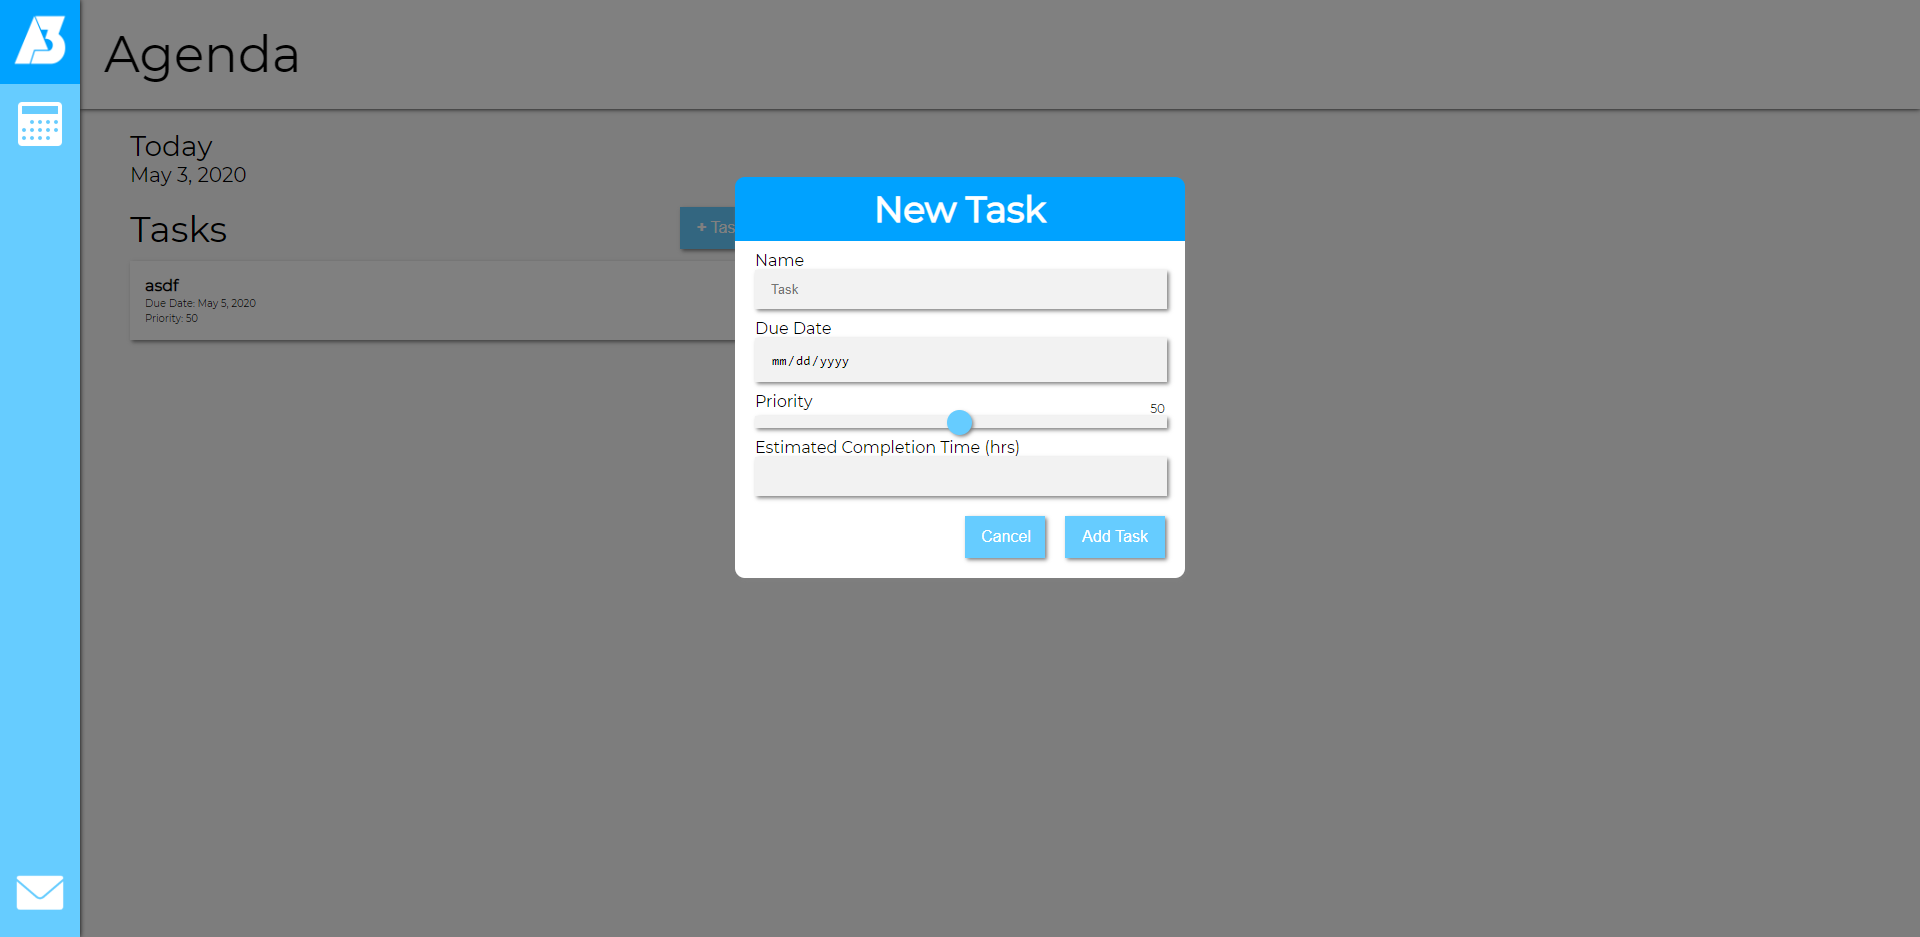 A3
Agenda
Today
May 3, 2020
Tasks
+ Tas
asdf
Due Date: May 5, 2020
Priority: 50
New Task
Name
Task
Due Date
mm/dd/yyyy
Priority
50
Estimated Completion Time (hrs)
Cancel
Add Task